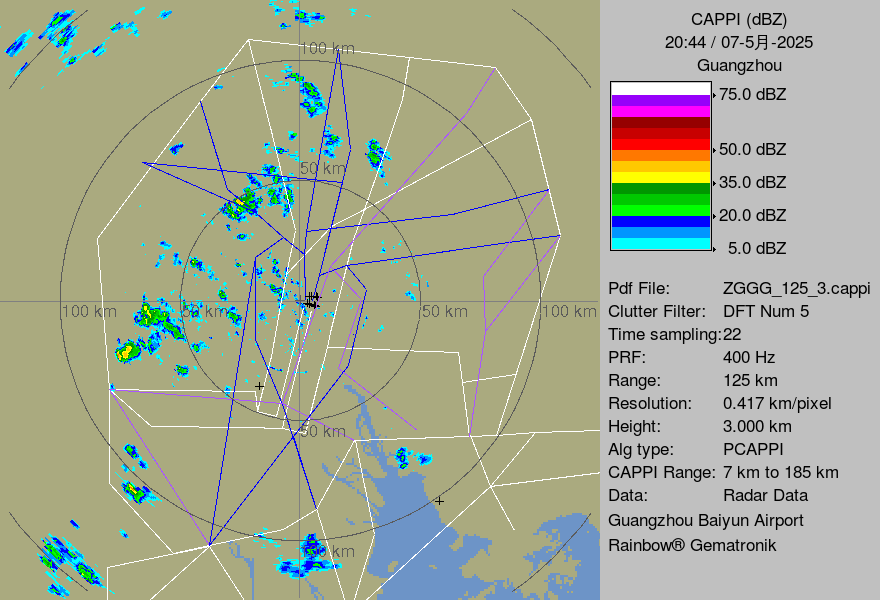 CAPPI (dBZ)
20:44 / 07-5月-2025
Guangzhou
75.0 dBZ
50.0 dBZ
35.0 dBZ
20.0 dBZ
5.0 dBZ
Pdf File: ZGGG_125_3.cappi
Clutter Filter: DFT Num 5
Time sampling:22
PRF: 400 Hz
Range: 125 km
Resolution: 0.417 km/pixel
Height: 3.000 km
Alg type: PCAPPI
CAPPI Range: 7 km to 185 km
Data: Radar Data
Guangzhou Baiyun Airport
Rainbow® Gematronik
100 km
50 km
100 km
50 km
50 km
100 km
50 km
100 km